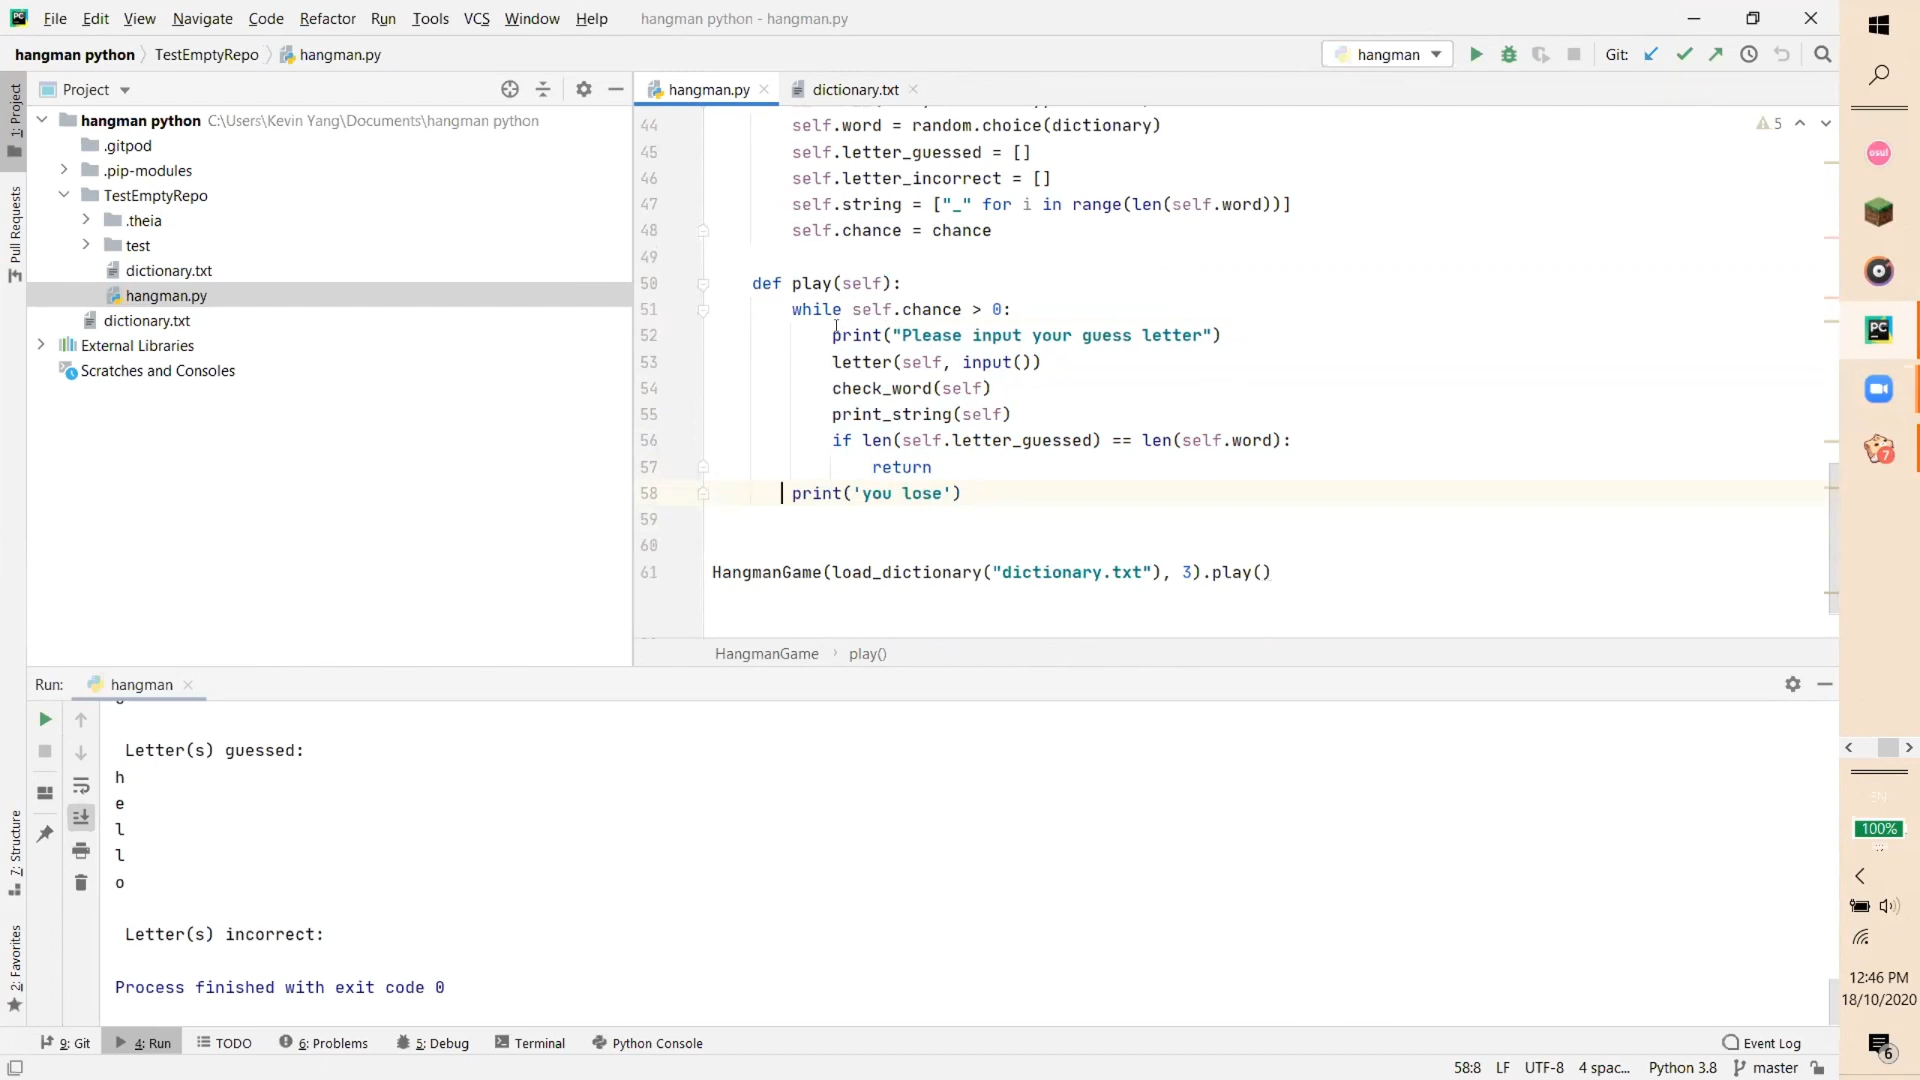 File Edit View Navigate Code Refactor Run Tools VCS Window Help hangman python - hangman.py
hangman python TestEmptyRepo hangman.py hangman Git:
Project hangman.py dictionary.txt
1: Project
Pull Requests
7: Structure
2: Favorites
hangman python C:\Users\Kevin Yang\Documents\hangman python
.gitpod
.pip-modules
TestEmptyRepo
.theia
test
dictionary.txt
hangman.py
dictionary.txt
External Libraries
Scratches and Consoles
5
44 self.word = random.choice(dictionary)
45 self.letter_guessed = []
46 self.letter_incorrect = []
47 self.string = ["_" for i in range(len(self.word))]
48 self.chance = chance
49
50 def play(self):
51 while self.chance > 0:
52 print("Please input your guess letter")
53 letter(self, input())
54 check_word(self)
55 print_string(self)
56 if len(self.letter_guessed) == len(self.word):
57 return
58 print('you lose')
59
60
61 HangmanGame(load_dictionary("dictionary.txt"), 3).play()
HangmanGame play()
Run: hangman
Letter(s) guessed:
h
e
l
l
o
Letter(s) incorrect:
Process finished with exit code 0
9: Git 4: Run TODO 6: Problems 5: Debug Terminal Python Console Event Log
58:8 LF UTF-8 4 spac... Python 3.8 master
osu!
PC
7
EN
100%
12:46 PM
18/10/2020
6